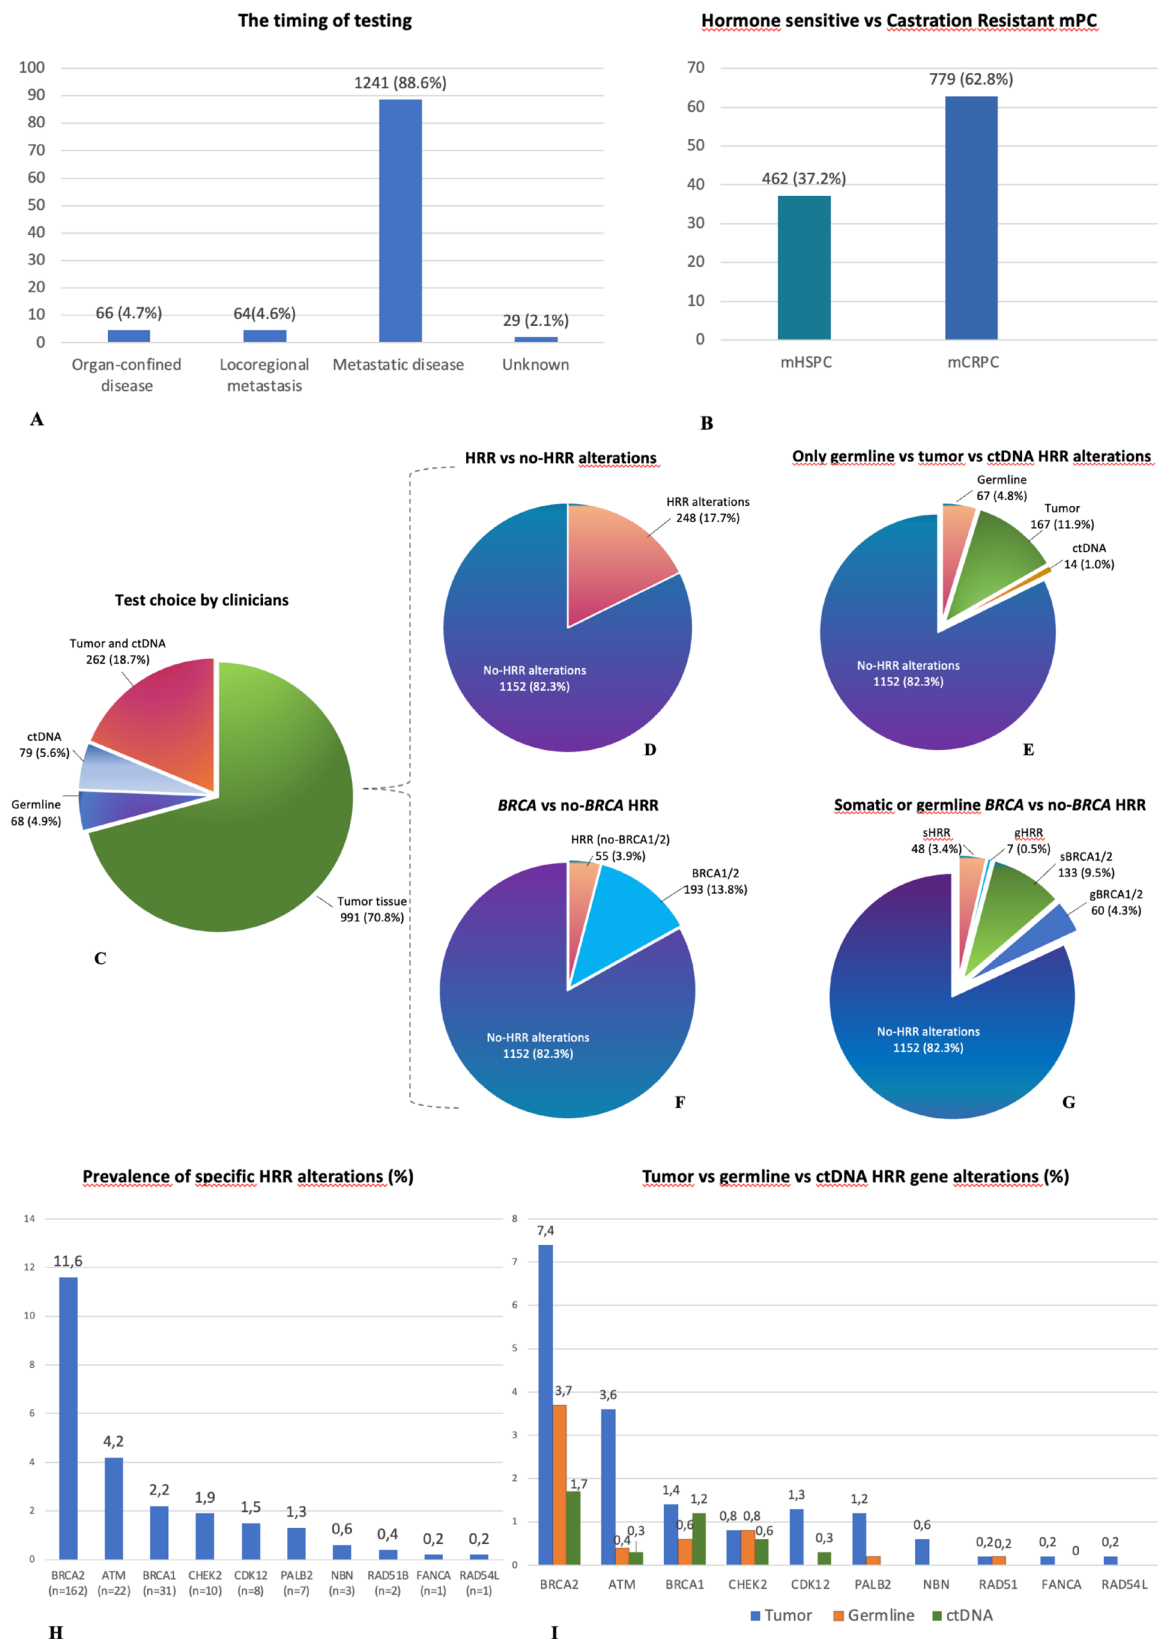 The timing of testing
100
90
80
70
60
50
40
30
20
10
0
66 (4.7%)
64(4.6%)
1241 (88.6%)
29 (2.1%)
Organ-confined
disease
Locoregional
metastasis
Metastatic disease
Unknown
A
Hormone sensitive vs Castration Resistant mPC
70
60
50
40
30
20
10
0
462 (37.2%)
779 (62.8%)
mHSPC
mCRPC
B
Test choice by clinicians
Tumor and ctDNA
262 (18.7%)
ctDNA
79 (5.6%)
Germline
68 (4.9%)
Tumor tissue
991 (70.8%)
C
HRR vs no-HRR alterations
HRR alterations
248 (17.7%)
No-HRR alterations
1152 (82.3%)
D
Only germline vs tumor vs ctDNA HRR alterations
Germline
67 (4.8%)
Tumor
167 (11.9%)
ctDNA
14 (1.0%)
No-HRR alterations
1152 (82.3%)
E
BRCA vs no-BRCA HRR
HRR (no-BRCA1/2)
55 (3.9%)
BRCA1/2
193 (13.8%)
No-HRR alterations
1152 (82.3%)
F
Somatic or germline BRCA vs no-BRCA HRR
sHRR
48 (3.4%)
gHRR
7 (0.5%)
sBRCA1/2
133 (9.5%)
gBRCA1/2
60 (4.3%)
No-HRR alterations
1152 (82.3%)
G
Prevalence of specific HRR alterations (%)
14
12
10
8
6
4
2
0
11,6
4,2
2,2
1,9
1,5
1,3
0,6
0,4
0,2
0,2
BRCA2 ATM BRCA1 CHEK2 CDK12 PALB2 NBN RAD51B FANCA RAD54L
(n=162) (n=22) (n=31) (n=10) (n=8) (n=7) (n=3) (n=2) (n=1) (n=1)
H
Tumor vs germline vs ctDNA HRR gene alterations (%)
8
7
6
5
4
3
2
1
0
7,4
3,7
1,7
3,6
0,4
0,3
1,4
0,6
1,2
0,8
0,8
0,6
1,3
0,3
1,2
0,6
0,2
0,2
0,2
0
0,2
BRCA2 ATM BRCA1 CHEK2 CDK12 PALB2 NBN RAD51 FANCA RAD54L
Tumor Germline ctDNA
I